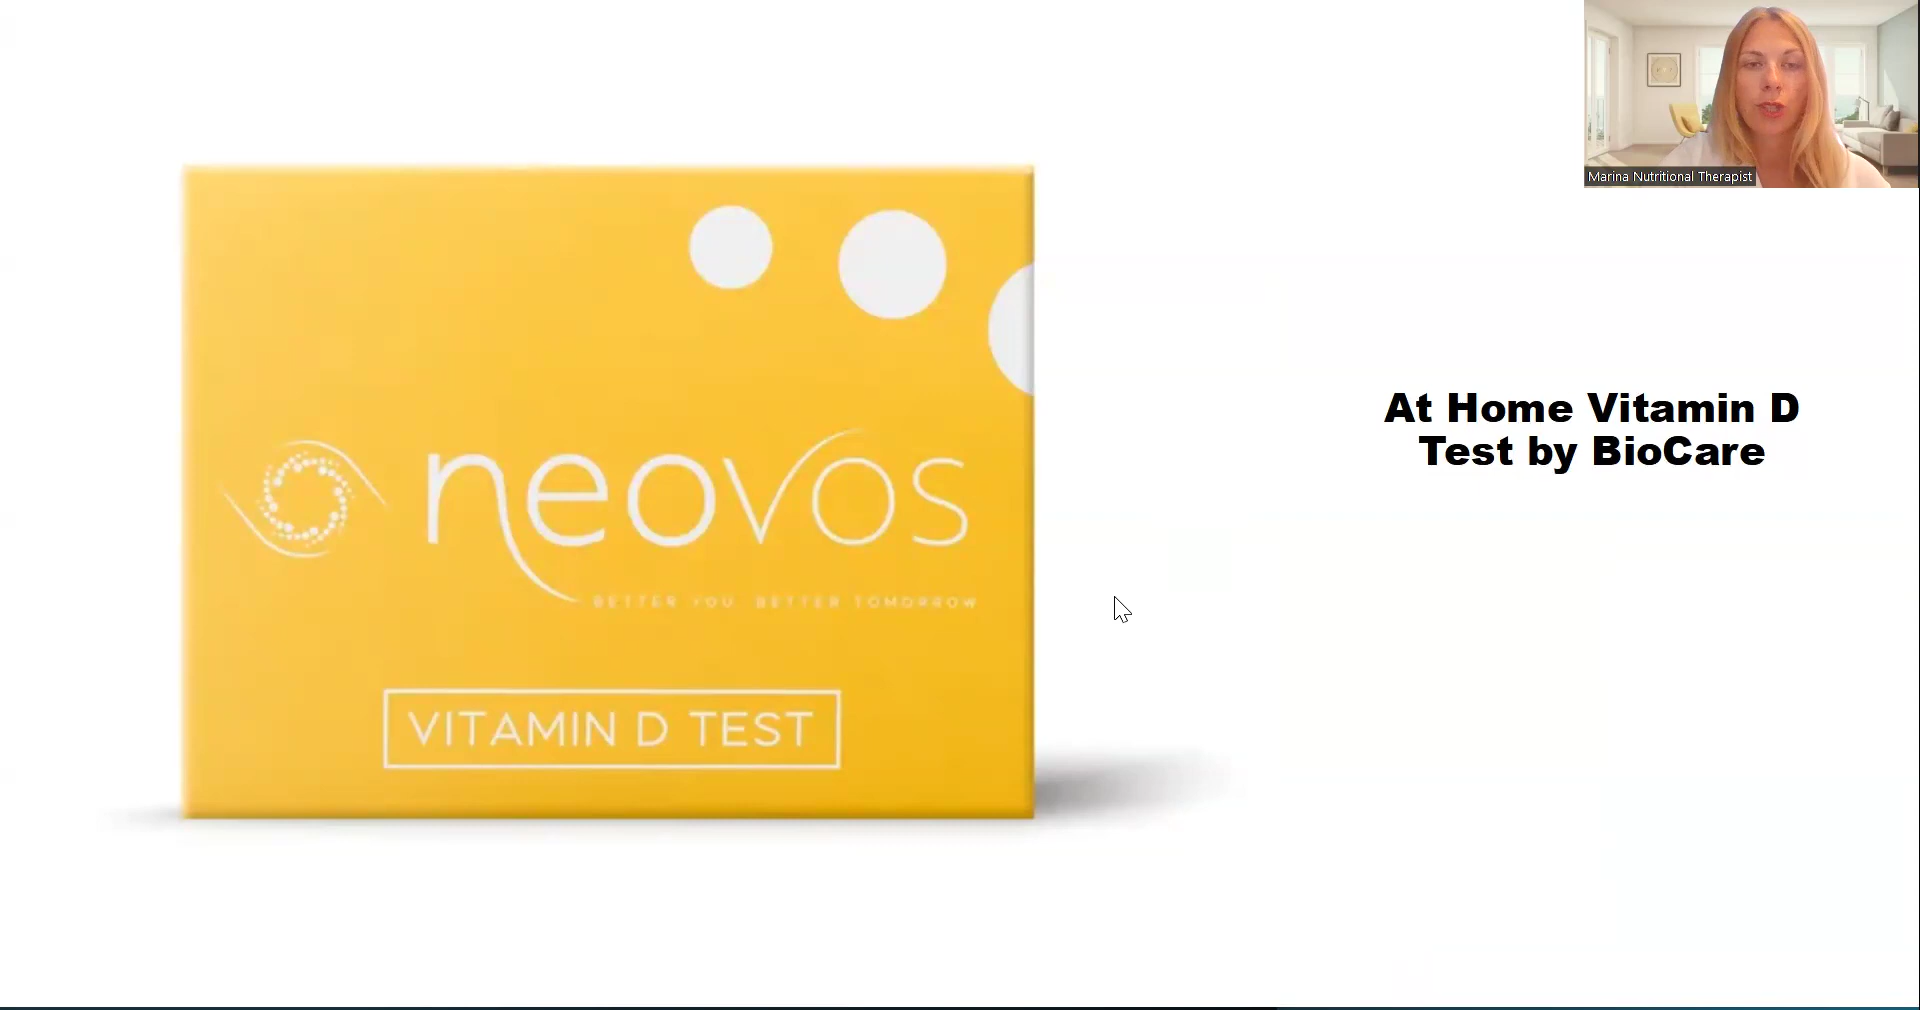 Marina Nutritional Therapist
neovos
BETTER YOU BETTER TOMORROW
VITAMIN D TEST
At Home Vitamin D
Test by BioCare